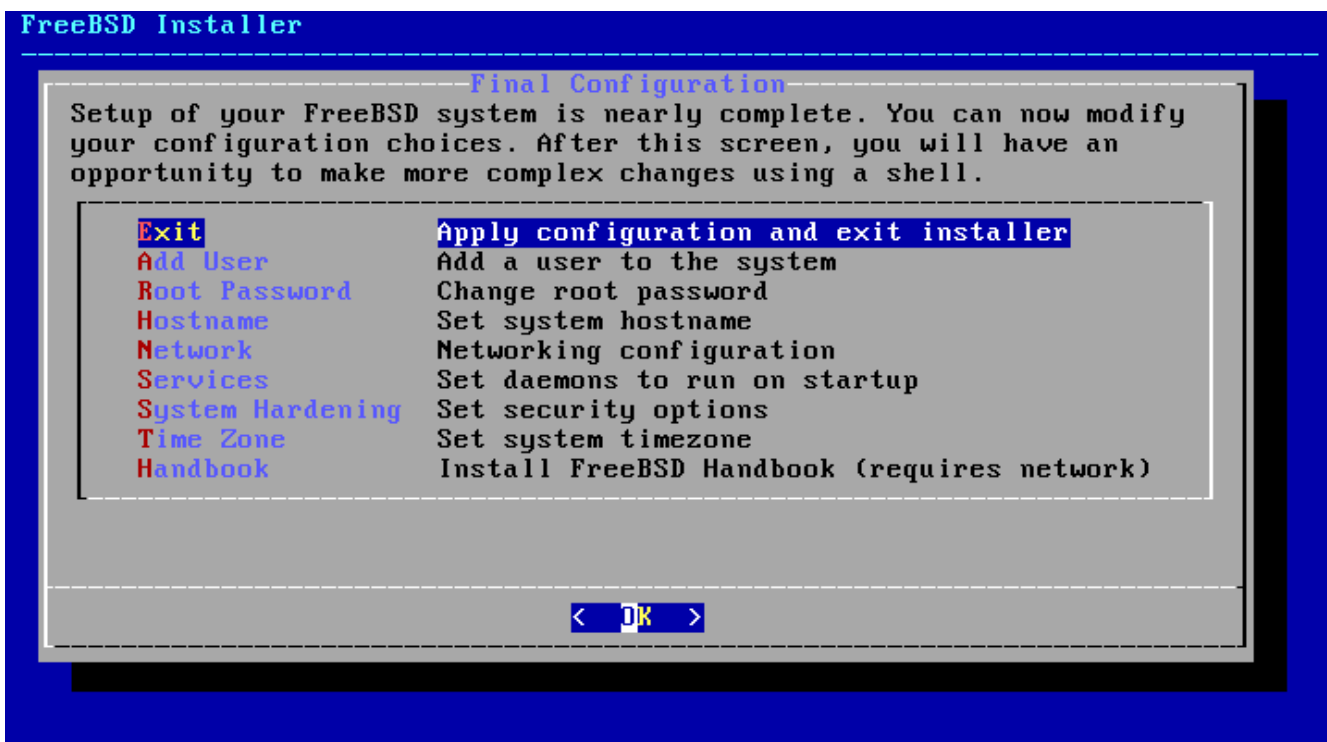 FreeBSD Installer
Final Configuration
Setup of your FreeBSD system is nearly complete. You can now modify
your configuration choices. After this screen, you will have an
opportunity to make more complex changes using a shell.
Exit Apply configuration and exit installer
Add User Add a user to the system
Root Password Change root password
Hostname Set system hostname
Network Networking configuration
Services Set daemons to run on startup
System Hardening Set security options
Time Zone Set system timezone
Handbook Install FreeBSD Handbook (requires network)
< OK >